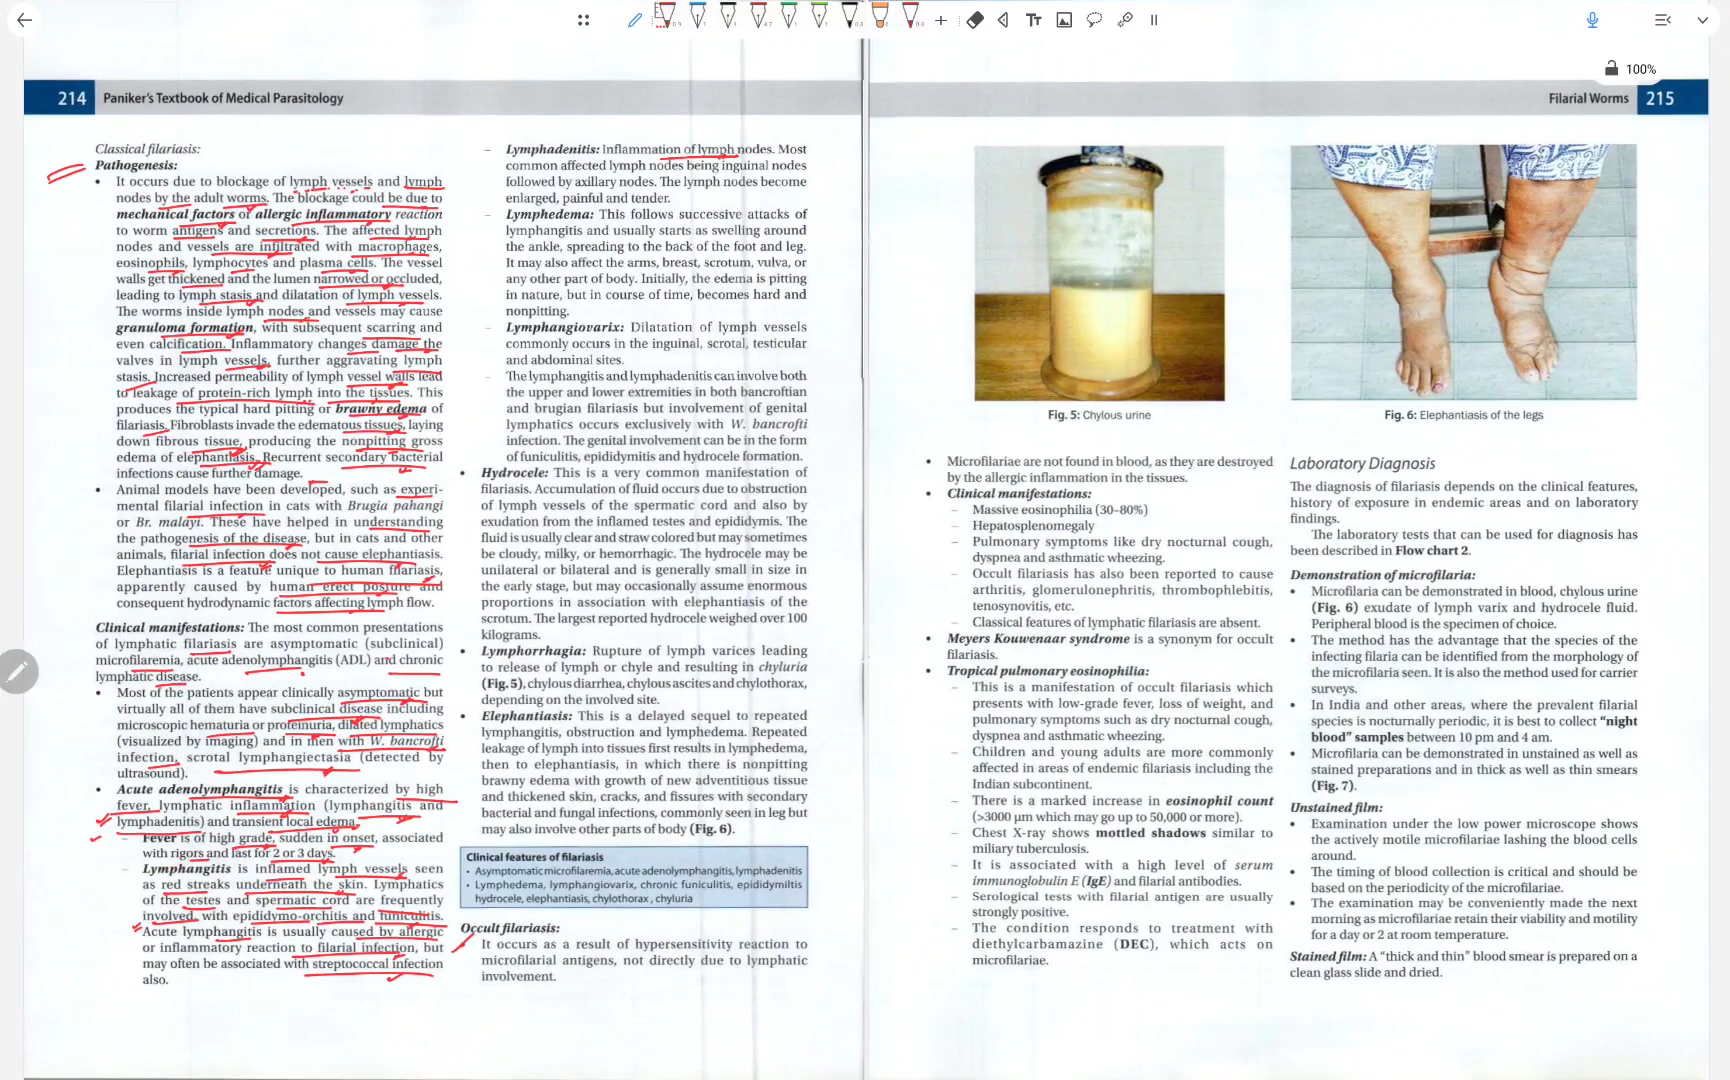 100%
214 Paniker's Textbook of Medical Parasitology
Classical filariasis:
Pathogenesis:
• It occurs due to blockage of lymph vessels and lymph
nodes by the adult worms. The blockage could be due to
mechanical factors or allergic inflammatory reaction
to worm antigens and secretions. The affected lymph
nodes and vessels are infiltrated with macrophages,
eosinophils, lymphocytes and plasma cells. The vessel
walls get thickened and the lumen narrowed or occluded,
leading to lymph stasis and dilatation of lymph vessels.
The worms inside lymph nodes and vessels may cause
granuloma formation, with subsequent scarring and
even calcification. Inflammatory changes damage the
valves in lymph vessels, further aggravating lymph
stasis. Increased permeability of lymph vessel walls lead
to leakage of protein-rich lymph into the tissues. This
produces the typical hard pitting or brawny edema of
filariasis. Fibroblasts invade the edematous tissues, laying
down fibrous tissue, producing the nonpitting gross
edema of elephantiasis. Recurrent secondary bacterial
infections cause further damage.
• Animal models have been developed, such as experi-
mental filarial infection in cats with Brugia pahangi
or Br. malayi. These have helped in understanding
the pathogenesis of the disease, but in cats and other
animals, filarial infection does not cause elephantiasis.
Elephantiasis is a feature unique to human filariasis,
apparently caused by human erect posture and
consequent hydrodynamic factors affecting lymph flow.
Clinical manifestations: The most common presentations
of lymphatic filariasis are asymptomatic (subclinical)
microfilaremia, acute adenolymphangitis (ADL) and chronic
lymphatic disease.
• Most of the patients appear clinically asymptomatic but
virtually all of them have subclinical disease including
microscopic hematuria or proteinuria, dilated lymphatics
(visualized by imaging) and in men with W. bancrofti
infection, scrotal lymphangiectasia (detected by
ultrasound).
• Acute adenolymphangitis is characterized by high
fever, lymphatic inflammation (lymphangitis and
lymphadenitis) and transient local edema.
– Fever is of high grade, sudden in onset, associated
with rigors and last for 2 or 3 days.
– Lymphangitis is inflamed lymph vessels seen
as red streaks underneath the skin. Lymphatics
of the testes and spermatic cord are frequently
involved, with epididymo-orchitis and funiculitis.
Acute lymphangitis is usually caused by allergic
or inflammatory reaction to filarial infection, but
may often be associated with streptococcal infection
also.
– Lymphadenitis: Inflammation of lymph nodes. Most
common affected lymph nodes being inguinal nodes
followed by axillary nodes. The lymph nodes become
enlarged, painful and tender.
– Lymphedema: This follows successive attacks of
lymphangitis and usually starts as swelling around
the ankle, spreading to the back of the foot and leg.
It may also affect the arms, breast, scrotum, vulva, or
any other part of body. Initially, the edema is pitting
in nature, but in course of time, becomes hard and
nonpitting.
– Lymphangiovarix: Dilatation of lymph vessels
commonly occurs in the inguinal, scrotal, testicular
and abdominal sites.
– The lymphangitis and lymphadenitis can involve both
the upper and lower extremities in both bancroftian
and brugian filariasis but involvement of genital
lymphatics occurs exclusively with W. bancrofti
infection. The genital involvement can be in the form
of funiculitis, epididymitis and hydrocele formation.
• Hydrocele: This is a very common manifestation of
filariasis. Accumulation of fluid occurs due to obstruction
of lymph vessels of the spermatic cord and also by
exudation from the inflamed testes and epididymis. The
fluid is usually clear and straw colored but may sometimes
be cloudy, milky, or hemorrhagic. The hydrocele may be
unilateral or bilateral and is generally small in size in
the early stage, but may occasionally assume enormous
proportions in association with elephantiasis of the
scrotum. The largest reported hydrocele weighed over 100
kilograms.
• Lymphorrhagia: Rupture of lymph varices leading
to release of lymph or chyle and resulting in chyluria
(Fig. 5), chylous diarrhea, chylous ascites and chylothorax,
depending on the involved site.
• Elephantiasis: This is a delayed sequel to repeated
lymphangitis, obstruction and lymphedema. Repeated
leakage of lymph into tissues first results in lymphedema,
then to elephantiasis, in which there is nonpitting
brawny edema with growth of new adventitious tissue
and thickened skin, cracks, and fissures with secondary
bacterial and fungal infections, commonly seen in leg but
may also involve other parts of body (Fig. 6).
Clinical features of filariasis
• Asymptomatic microfilaremia, acute adenolymphangitis, lymphadenitis
• Lymphedema, lymphangiovarix, chronic funiculitis, epididymiltis
hydrocele, elephantiasis, chylothorax , chyluria
Occult filariasis:
It occurs as a result of hypersensitivity reaction to
microfilarial antigens, not directly due to lymphatic
involvement.
Filarial Worms 215
Fig. 5: Chylous urine
Fig. 6: Elephantiasis of the legs
• Microfilariae are not found in blood, as they are destroyed
by the allergic inflammation in the tissues.
• Clinical manifestations:
– Massive eosinophilia (30–80%)
– Hepatosplenomegaly
– Pulmonary symptoms like dry nocturnal cough,
dyspnea and asthmatic wheezing.
– Occult filariasis has also been reported to cause
arthritis, glomerulonephritis, thrombophlebitis,
tenosynovitis, etc.
– Classical features of lymphatic filariasis are absent.
• Meyers Kouwenaar syndrome is a synonym for occult
filariasis.
• Tropical pulmonary eosinophilia:
– This is a manifestation of occult filariasis which
presents with low-grade fever, loss of weight, and
pulmonary symptoms such as dry nocturnal cough,
dyspnea and asthmatic wheezing.
– Children and young adults are more commonly
affected in areas of endemic filariasis including the
Indian subcontinent.
– There is a marked increase in eosinophil count
(>3000 µm which may go up to 50,000 or more).
– Chest X-ray shows mottled shadows similar to
miliary tuberculosis.
– It is associated with a high level of serum
immunoglobulin E (IgE) and filarial antibodies.
– Serological tests with filarial antigen are usually
strongly positive.
– The condition responds to treatment with
diethylcarbamazine (DEC), which acts on
microfilariae.
Laboratory Diagnosis
The diagnosis of filariasis depends on the clinical features,
history of exposure in endemic areas and on laboratory
findings.
The laboratory tests that can be used for diagnosis has
been described in Flow chart 2.
Demonstration of microfilaria:
• Microfilaria can be demonstrated in blood, chylous urine
(Fig. 6) exudate of lymph varix and hydrocele fluid.
Peripheral blood is the specimen of choice.
• The method has the advantage that the species of the
infecting filaria can be identified from the morphology of
the microfilaria seen. It is also the method used for carrier
surveys.
• In India and other areas, where the prevalent filarial
species is nocturnally periodic, it is best to collect “night
blood” samples between 10 pm and 4 am.
• Microfilaria can be demonstrated in unstained as well as
stained preparations and in thick as well as thin smears
(Fig. 7).
Unstained film:
• Examination under the low power microscope shows
the actively motile microfilariae lashing the blood cells
around.
• The timing of blood collection is critical and should be
based on the periodicity of the microfilariae.
• The examination may be conveniently made the next
morning as microfilariae retain their viability and motility
for a day or 2 at room temperature.
Stained film: A “thick and thin” blood smear is prepared on a
clean glass slide and dried.